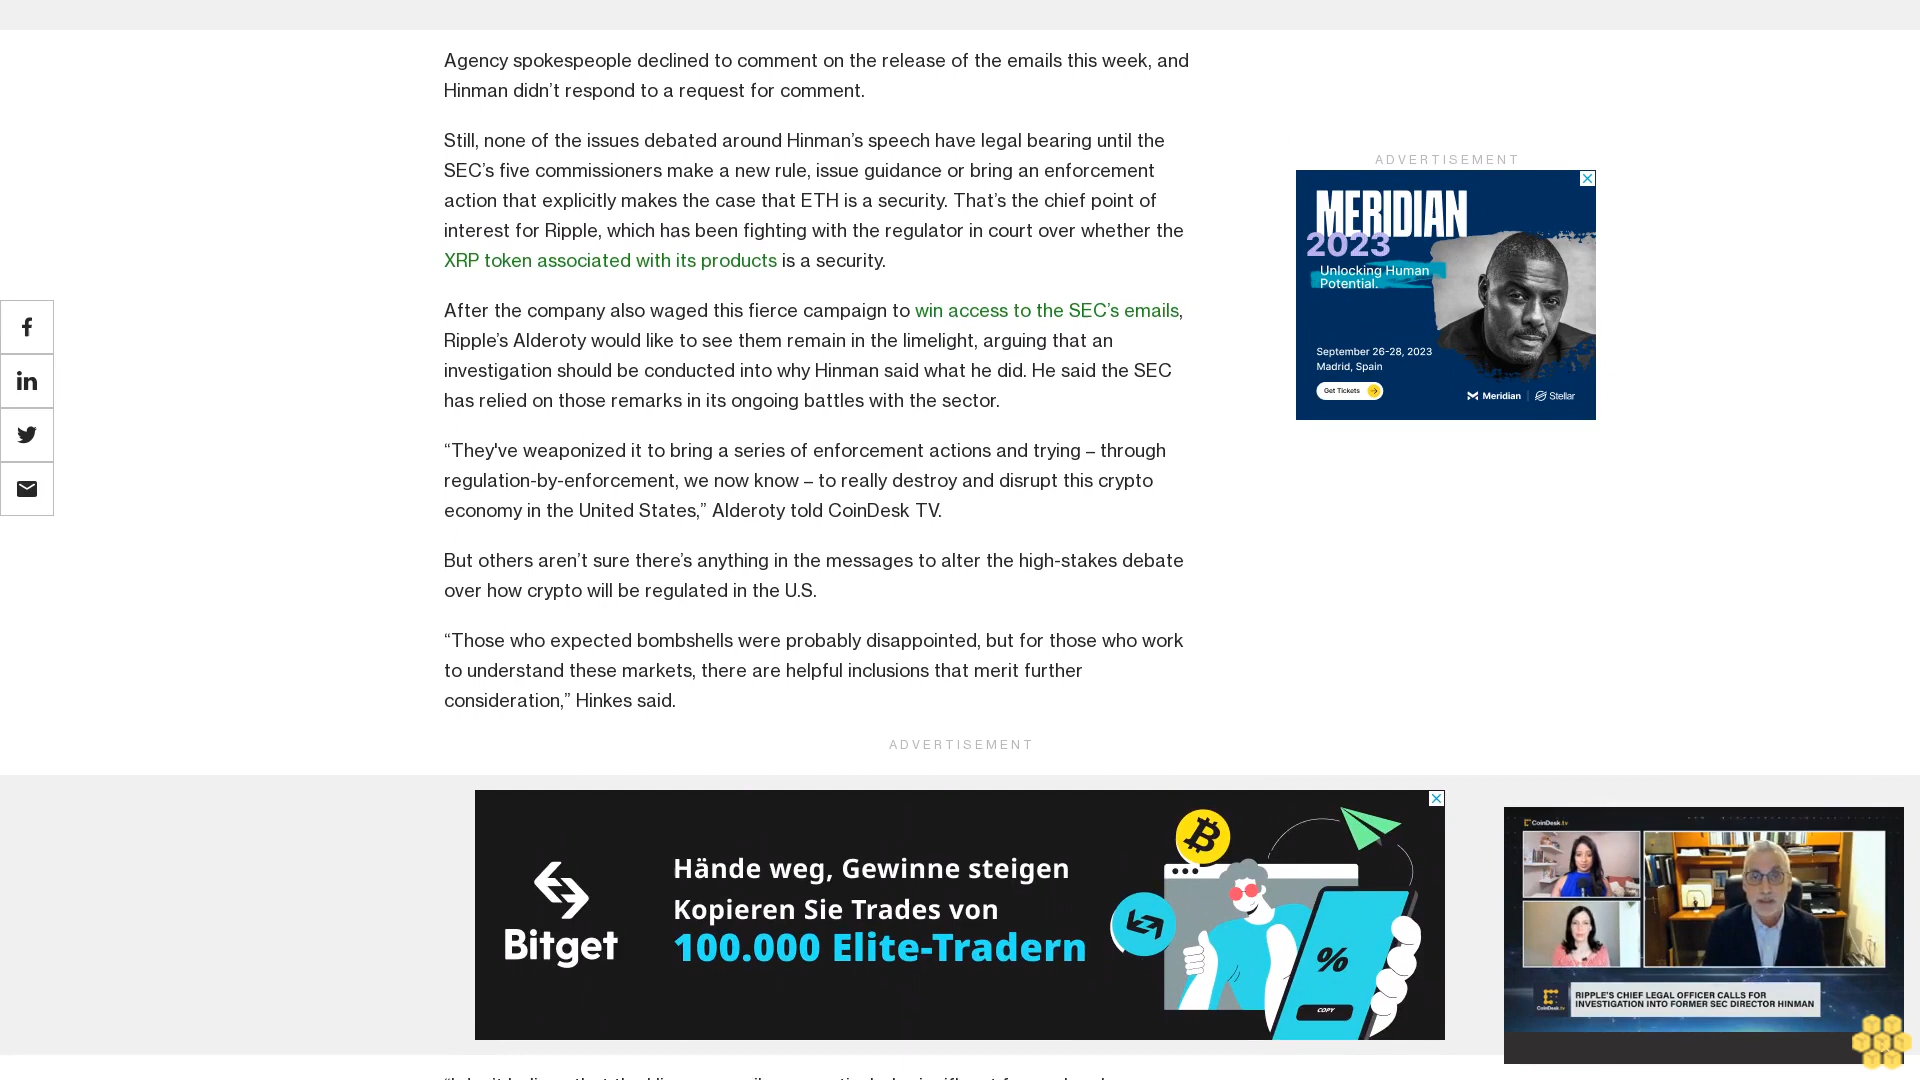 Agency spokespeople declined to comment on the release of the emails this week, and
Hinman didn’t respond to a request for comment.
Still, none of the issues debated around Hinman’s speech have legal bearing until the
SEC’s five commissioners make a new rule, issue guidance or bring an enforcement
action that explicitly makes the case that ETH is a security. That’s the chief point of
interest for Ripple, which has been fighting with the regulator in court over whether the
XRP token associated with its products is a security.
After the company also waged this fierce campaign to win access to the SEC’s emails,
Ripple’s Alderoty would like to see them remain in the limelight, arguing that an
investigation should be conducted into why Hinman said what he did. He said the SEC
has relied on those remarks in its ongoing battles with the sector.
“They've weaponized it to bring a series of enforcement actions and trying – through
regulation-by-enforcement, we now know – to really destroy and disrupt this crypto
economy in the United States,” Alderoty told CoinDesk TV.
But others aren’t sure there’s anything in the messages to alter the high-stakes debate
over how crypto will be regulated in the U.S.
“Those who expected bombshells were probably disappointed, but for those who work
to understand these markets, there are helpful inclusions that merit further
consideration,” Hinkes said.
ADVERTISEMENT
MERIDIAN
2023
Unlocking Human
Potential.
September 26-28, 2023
Madrid, Spain
Get Tickets
Meridian | Stellar
ADVERTISEMENT
Bitget
Hände weg, Gewinne steigen
Kopieren Sie Trades von
100.000 Elite-Tradern
%
COPY
CoinDesk.tv
CoinDesk.tv
RIPPLE'S CHIEF LEGAL OFFICER CALLS FOR
INVESTIGATION INTO FORMER SEC DIRECTOR HINMAN